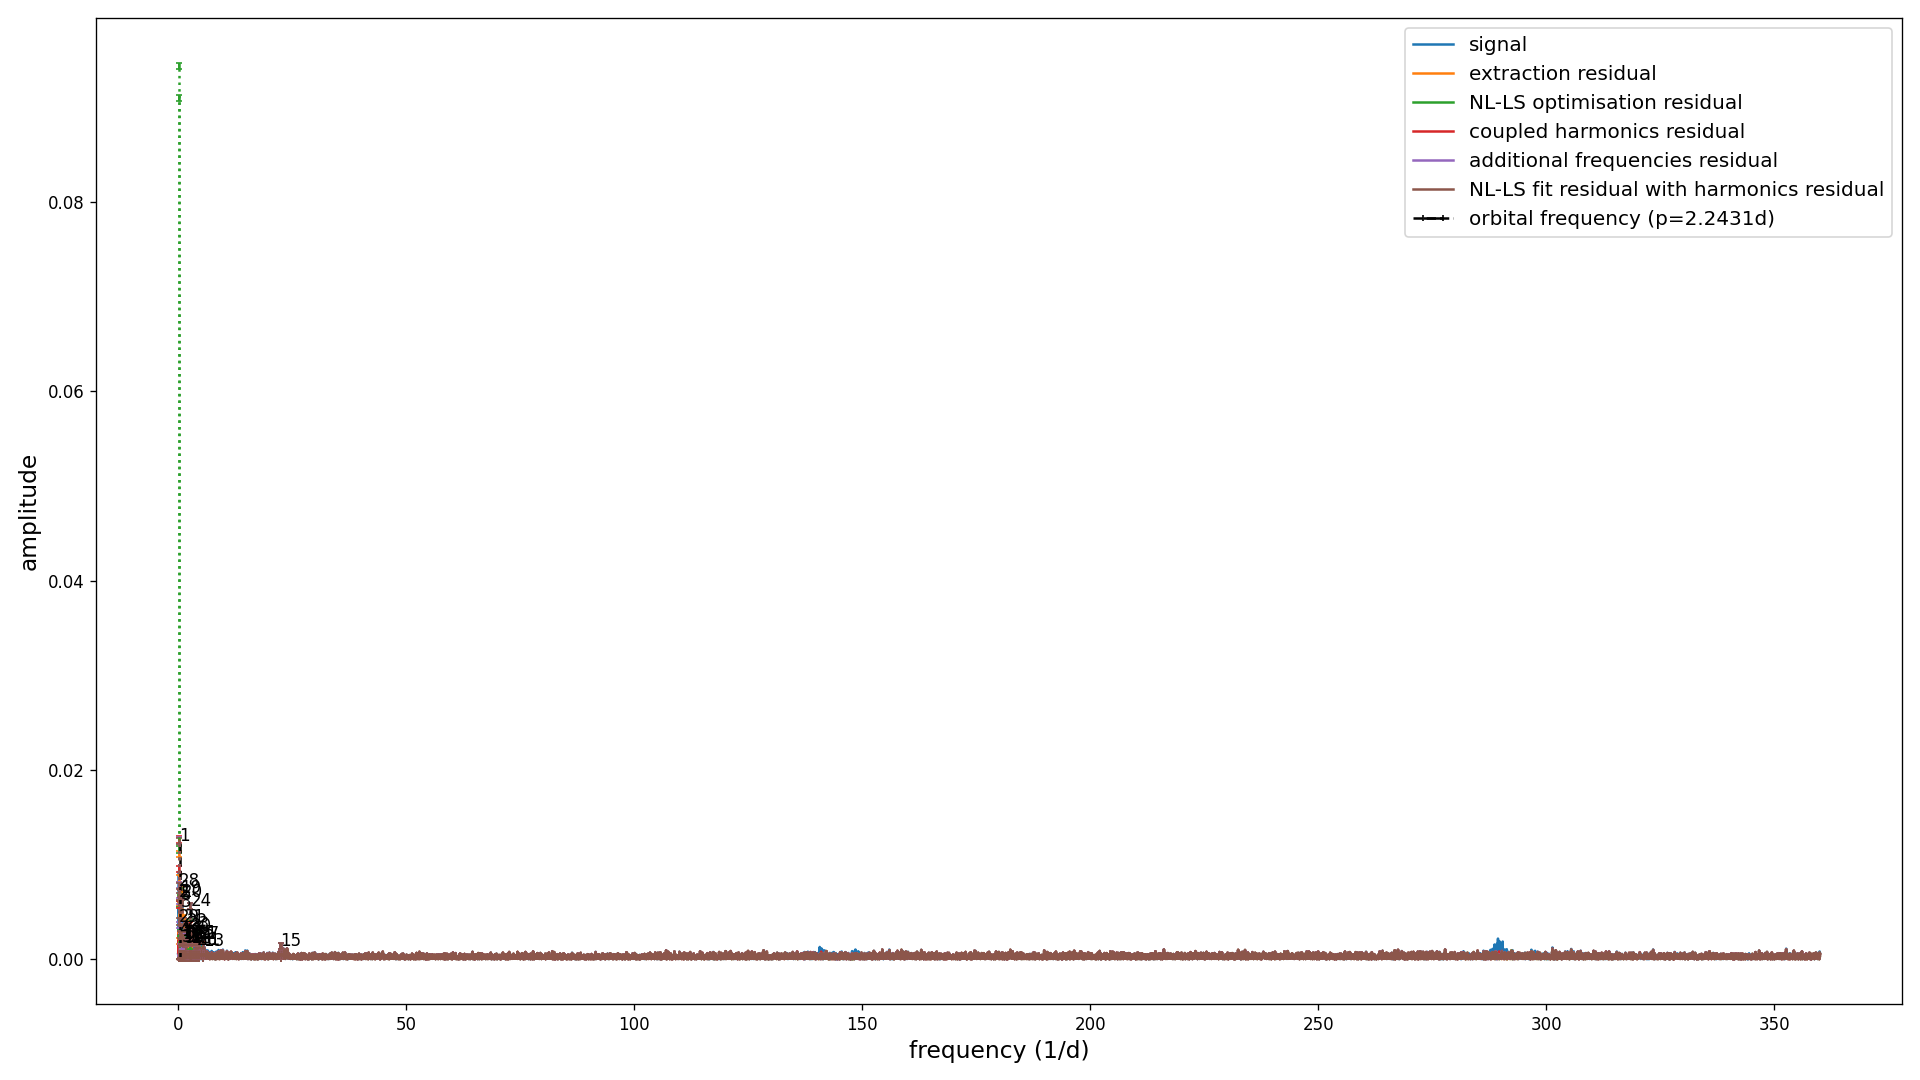 signal
extraction residual
NL-LS optimisation residual
coupled harmonics residual
additional frequencies residual
NL-LS fit residual with harmonics residual
orbital frequency (p=2.2431d)
0.08
0.06
0.04
0.02
0.00
amplitude
1
28
24
15
0
50
100
150
200
250
300
350
frequency (1/d)